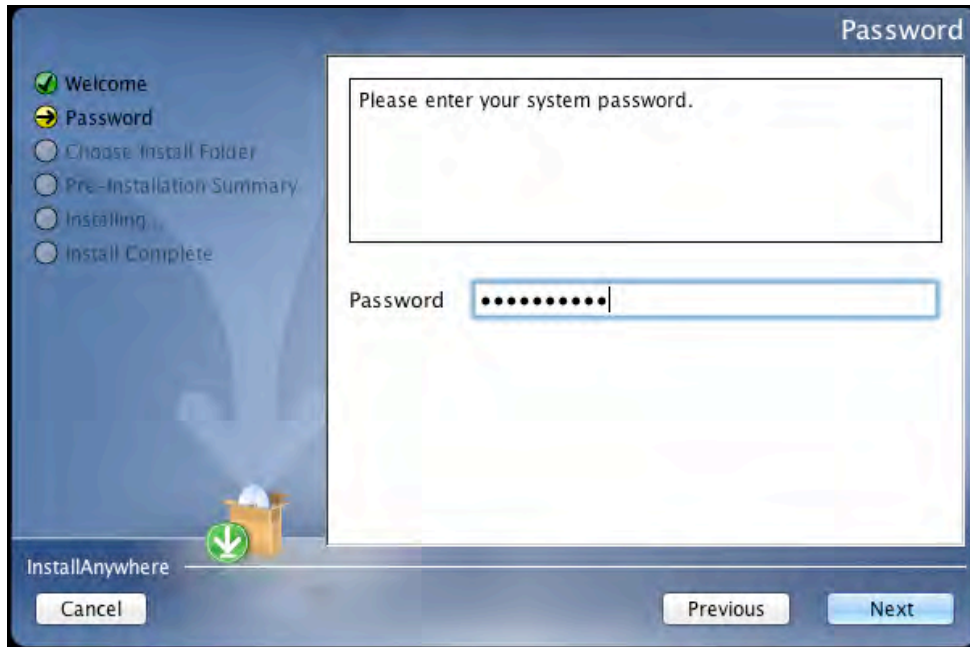 Password
Welcome
Password
Choose Install Folder
Pre-Installation Summary
Installing...
Install Complete
Please enter your system password.
Password ••••••••••
InstallAnywhere
Cancel
Previous
Next